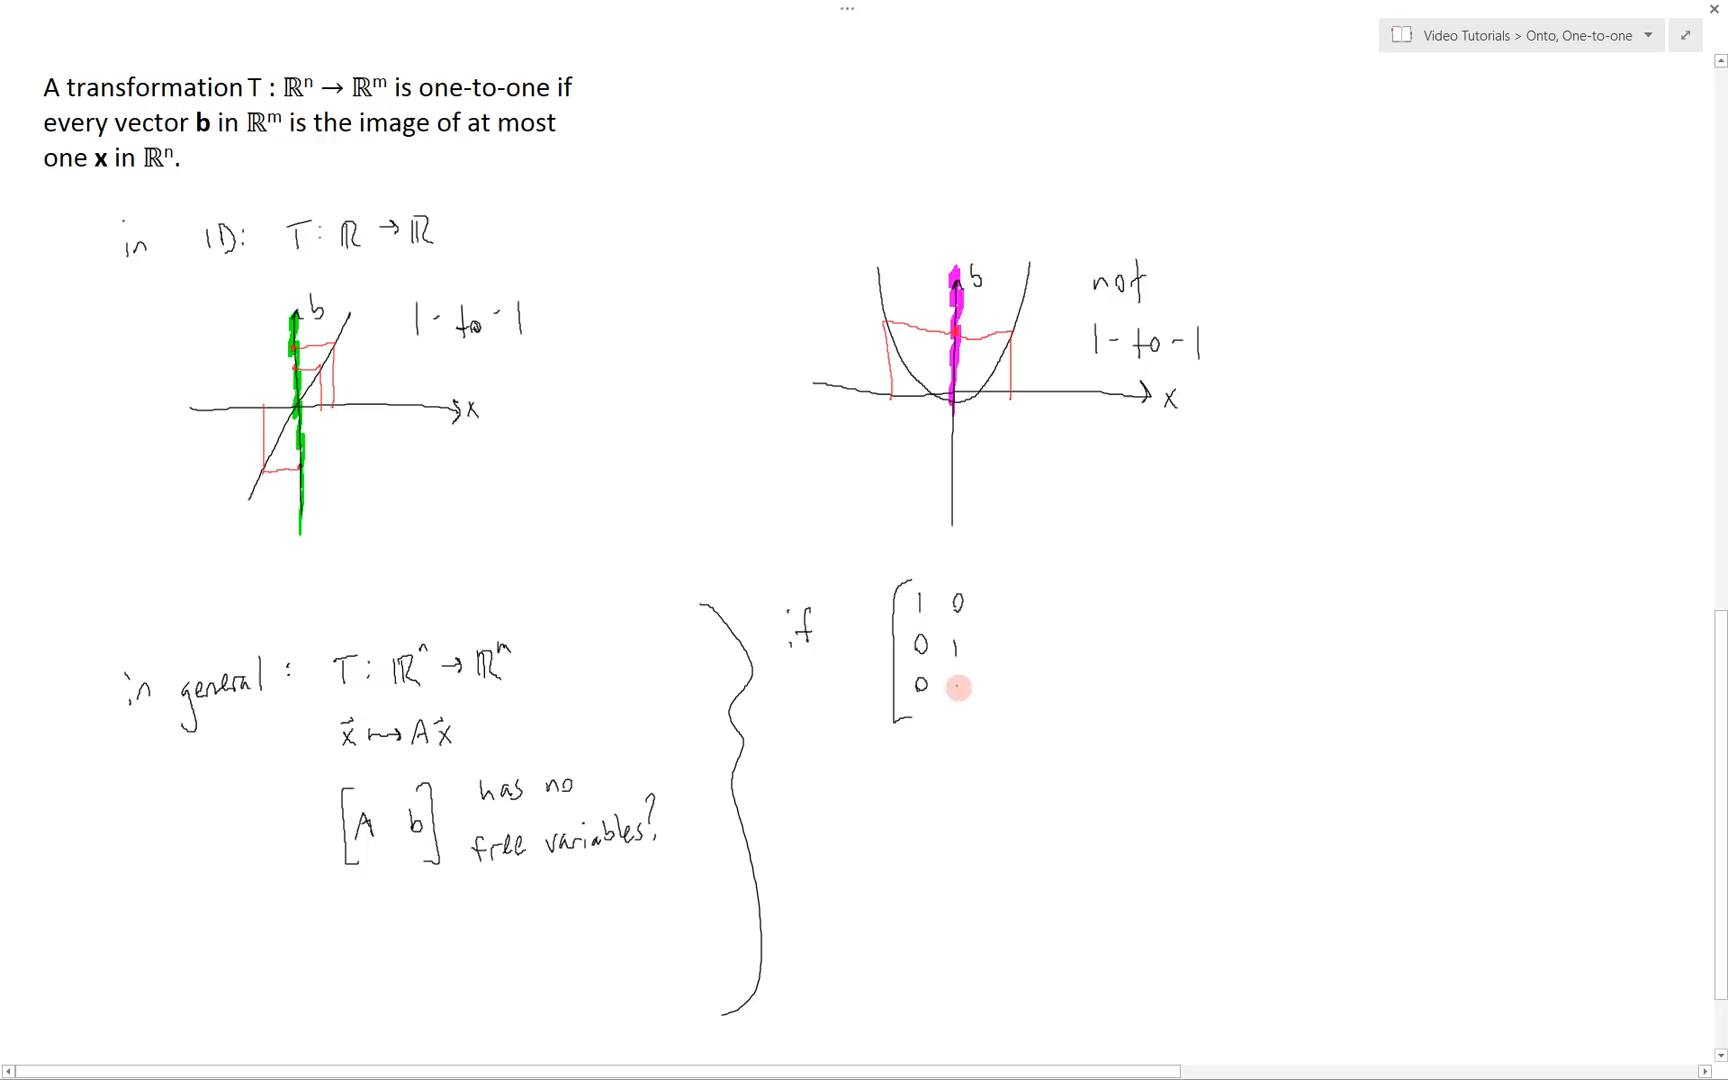 Video Tutorials > Onto, One-to-one
A transformation T : ℝⁿ → ℝᵐ is one-to-one if
every vector b in ℝᵐ is the image of at most
one x in ℝⁿ.
in 1D: T: ℝ → ℝ
b
1-to-1
x
b
not
1-to-1
x
in general: T: ℝⁿ → ℝᵐ
x⃗ ↦ Ax⃗
[A b] has no
free variables?
if
[1 0
0 1
0